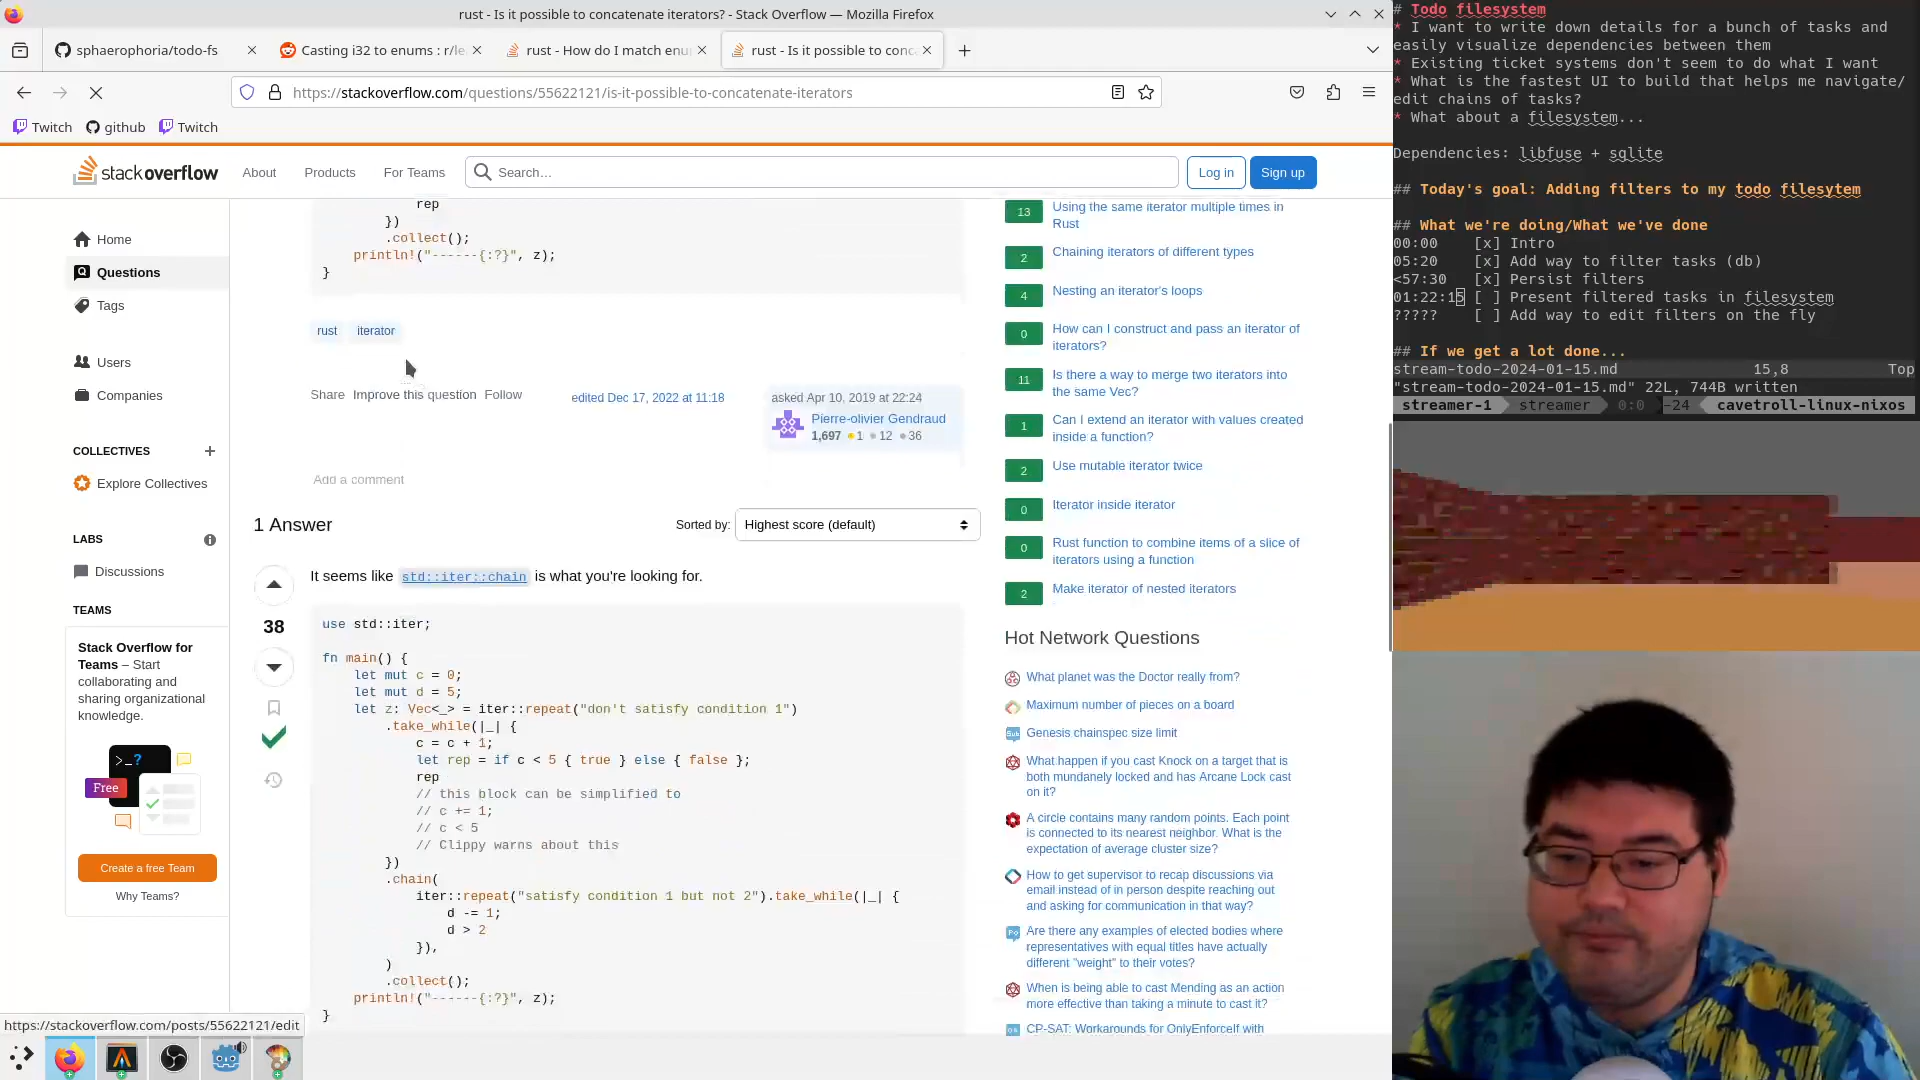 rust - Is it possible to concatenate iterators? - Stack Overflow — Mozilla Firefox
sphaerophoria/todo-fs
Casting i32 to enums : r/le
rust - How do I match enu
rust - Is it possible to conc
https://stackoverflow.com/questions/55622121/is-it-possible-to-concatenate-iterators
Twitch
github
Twitch
stackoverflow
About
Products
For Teams
Search…
Log in
Sign up
Home
Questions
Tags
Users
Companies
COLLECTIVES
Explore Collectives
LABS
Discussions
TEAMS
Stack Overflow for
Teams – Start
collaborating and
sharing organizational
knowledge.
>_?
Free
Create a free Team
Why Teams?
rep
})
.collect();
println!("------{:?}", z);
}
rust iterator
Share Improve this question Follow
edited Dec 17, 2022 at 11:18
asked Apr 10, 2019 at 22:24
Pierre-olivier Gendraud
1,697 1 12 36
Add a comment
1 Answer
Sorted by: Highest score (default)
38
It seems like std::iter::chain is what you're looking for.
use std::iter;
fn main() {
let mut c = 0;
let mut d = 5;
let z: Vec<_> = iter::repeat("don't satisfy condition 1")
.take_while(|_| {
c = c + 1;
let rep = if c < 5 { true } else { false };
rep
// this block can be simplified to
// c += 1;
// c < 5
// Clippy warns about this
})
.chain(
iter::repeat("satisfy condition 1 but not 2").take_while(|_| {
d -= 1;
d > 2
}),
)
.collect();
println!("------{:?}", z);
}
13 Using the same iterator multiple times in
Rust
2 Chaining iterators of different types
4 Nesting an iterator's loops
0 How can I construct and pass an iterator of
iterators?
11 Is there a way to merge two iterators into
the same Vec?
1 Can I extend an iterator with values created
inside a function?
2 Use mutable iterator twice
0 Iterator inside iterator
0 Rust function to combine items of a slice of
iterators using a function
2 Make iterator of nested iterators
Hot Network Questions
What planet was the Doctor really from?
Maximum number of pieces on a board
Genesis chainspec size limit
What happen if you cast Knock on a target that is
both mundanely locked and has Arcane Lock cast
on it?
A circle contains many random points. Each point
is connected to its nearest neighbor. What is the
expectation of average cluster size?
How to get supervisor to recap discussions via
email instead of in person despite reaching out
and asking for communication in that way?
Are there any examples of elected bodies where
representatives with equal titles have actually
different "weight" to their votes?
When is being able to cast Mending as an action
more effective than taking a minute to cast it?
CP-SAT: Workarounds for OnlyEnforceIf with
https://stackoverflow.com/posts/55622121/edit
# Todo filesystem
* I want to write down details for a bunch of tasks and
easily visualize dependencies between them
* Existing ticket systems don't seem to do what I want
* What is the fastest UI to build that helps me navigate/
edit chains of tasks?
* What about a filesystem...
Dependencies: libfuse + sqlite
## Today's goal: Adding filters to my todo filesytem
## What we're doing/What we've done
00:00 [x] Intro
05:20 [x] Add way to filter tasks (db)
<57:30 [x] Persist filters
01:22:15 [ ] Present filtered tasks in filesystem
????? [ ] Add way to edit filters on the fly
## If we get a lot done...
stream-todo-2024-01-15.md 15,8 Top
"stream-todo-2024-01-15.md" 22L, 744B written
streamer-1 streamer 0:0 -24 cavetroll-linux-nixos